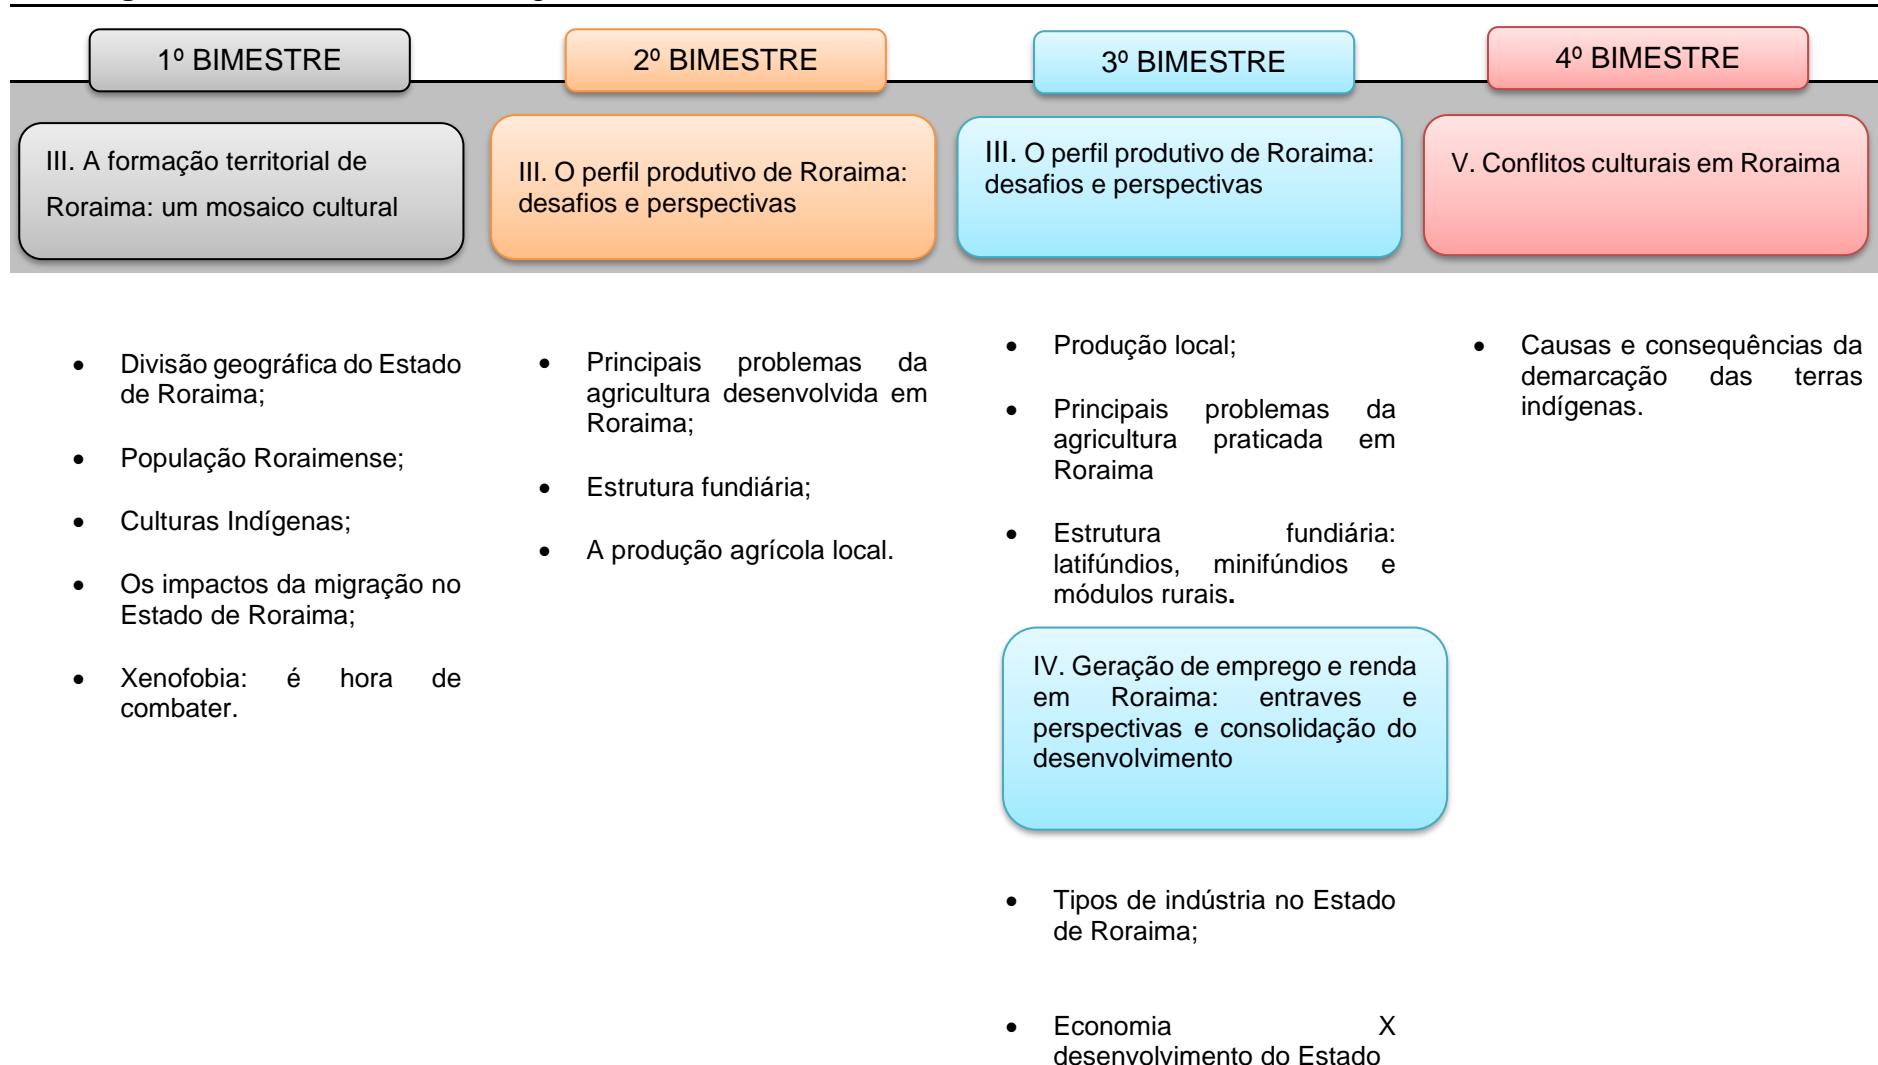 1º BIMESTRE
2º BIMESTRE
3º BIMESTRE
4º BIMESTRE
III. A formação territorial de
Roraima: um mosaico cultural
III. O perfil produtivo de Roraima:
desafios e perspectivas
III. O perfil produtivo de Roraima:
desafios e perspectivas
V. Conflitos culturais em Roraima
• Divisão geográfica do Estado
de Roraima;
• População Roraimense;
• Culturas Indígenas;
• Os impactos da migração no
Estado de Roraima;
• Xenofobia: é hora de
combater.
• Principais problemas da
agricultura desenvolvida em
Roraima;
• Estrutura fundiária;
• A produção agrícola local.
• Produção local;
• Principais problemas da
agricultura praticada em
Roraima
• Estrutura fundiária:
latifúndios, minifúndios e
módulos rurais.
IV. Geração de emprego e renda
em Roraima: entraves e
perspectivas e consolidação do
desenvolvimento
• Tipos de indústria no Estado
de Roraima;
• Economia X
desenvolvimento do Estado
• Causas e consequências da
demarcação das terras
indígenas.